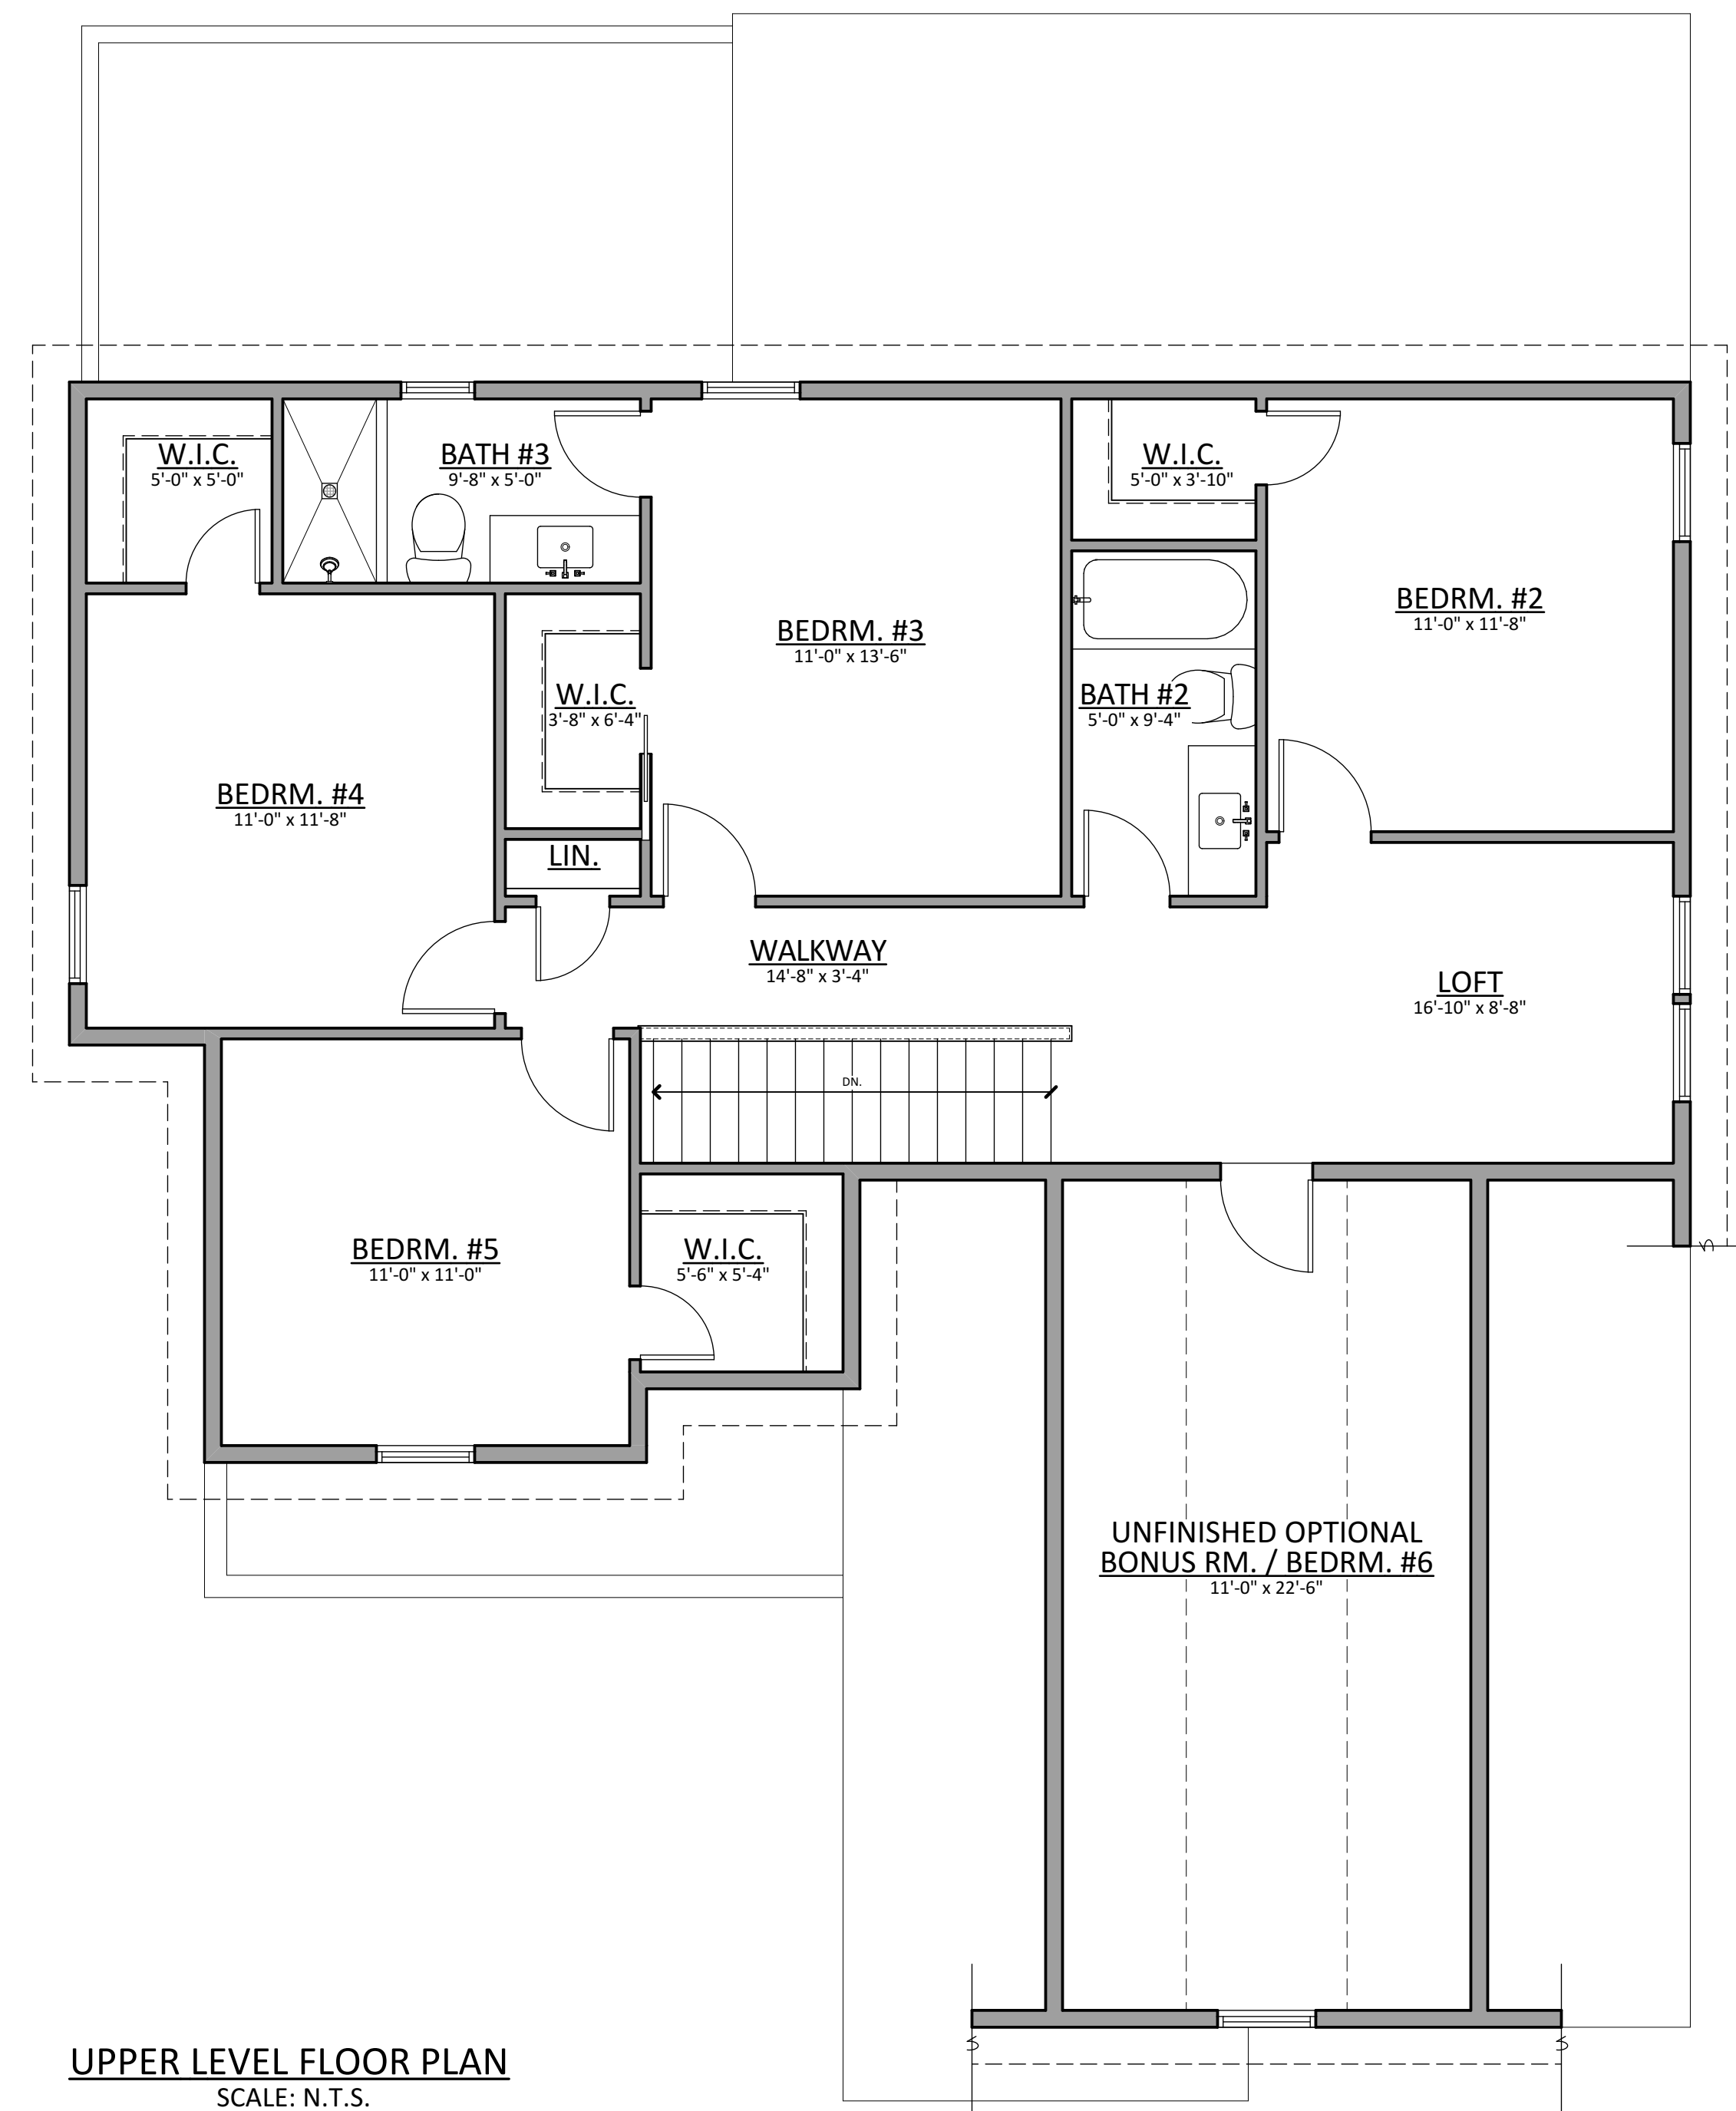 W.I.C.
5'-0" x 5'-0"
BATH #3
9'-8" x 5'-0"
W.I.C.
5'-0" x 3'-10"
BEDRM. #2
11'-0" x 11'-8"
BEDRM. #3
11'-0" x 13'-6"
W.I.C.
3'-8" x 6'-4"
BATH #2
5'-0" x 9'-4"
BEDRM. #4
11'-0" x 11'-8"
LIN.
WALKWAY
14'-8" x 3'-4"
LOFT
16'-10" x 8'-8"
DN.
BEDRM. #5
11'-0" x 11'-0"
W.I.C.
5'-6" x 5'-4"
UNFINISHED OPTIONAL
BONUS RM. / BEDRM. #6
11'-0" x 22'-6"
UPPER LEVEL FLOOR PLAN
SCALE: N.T.S.